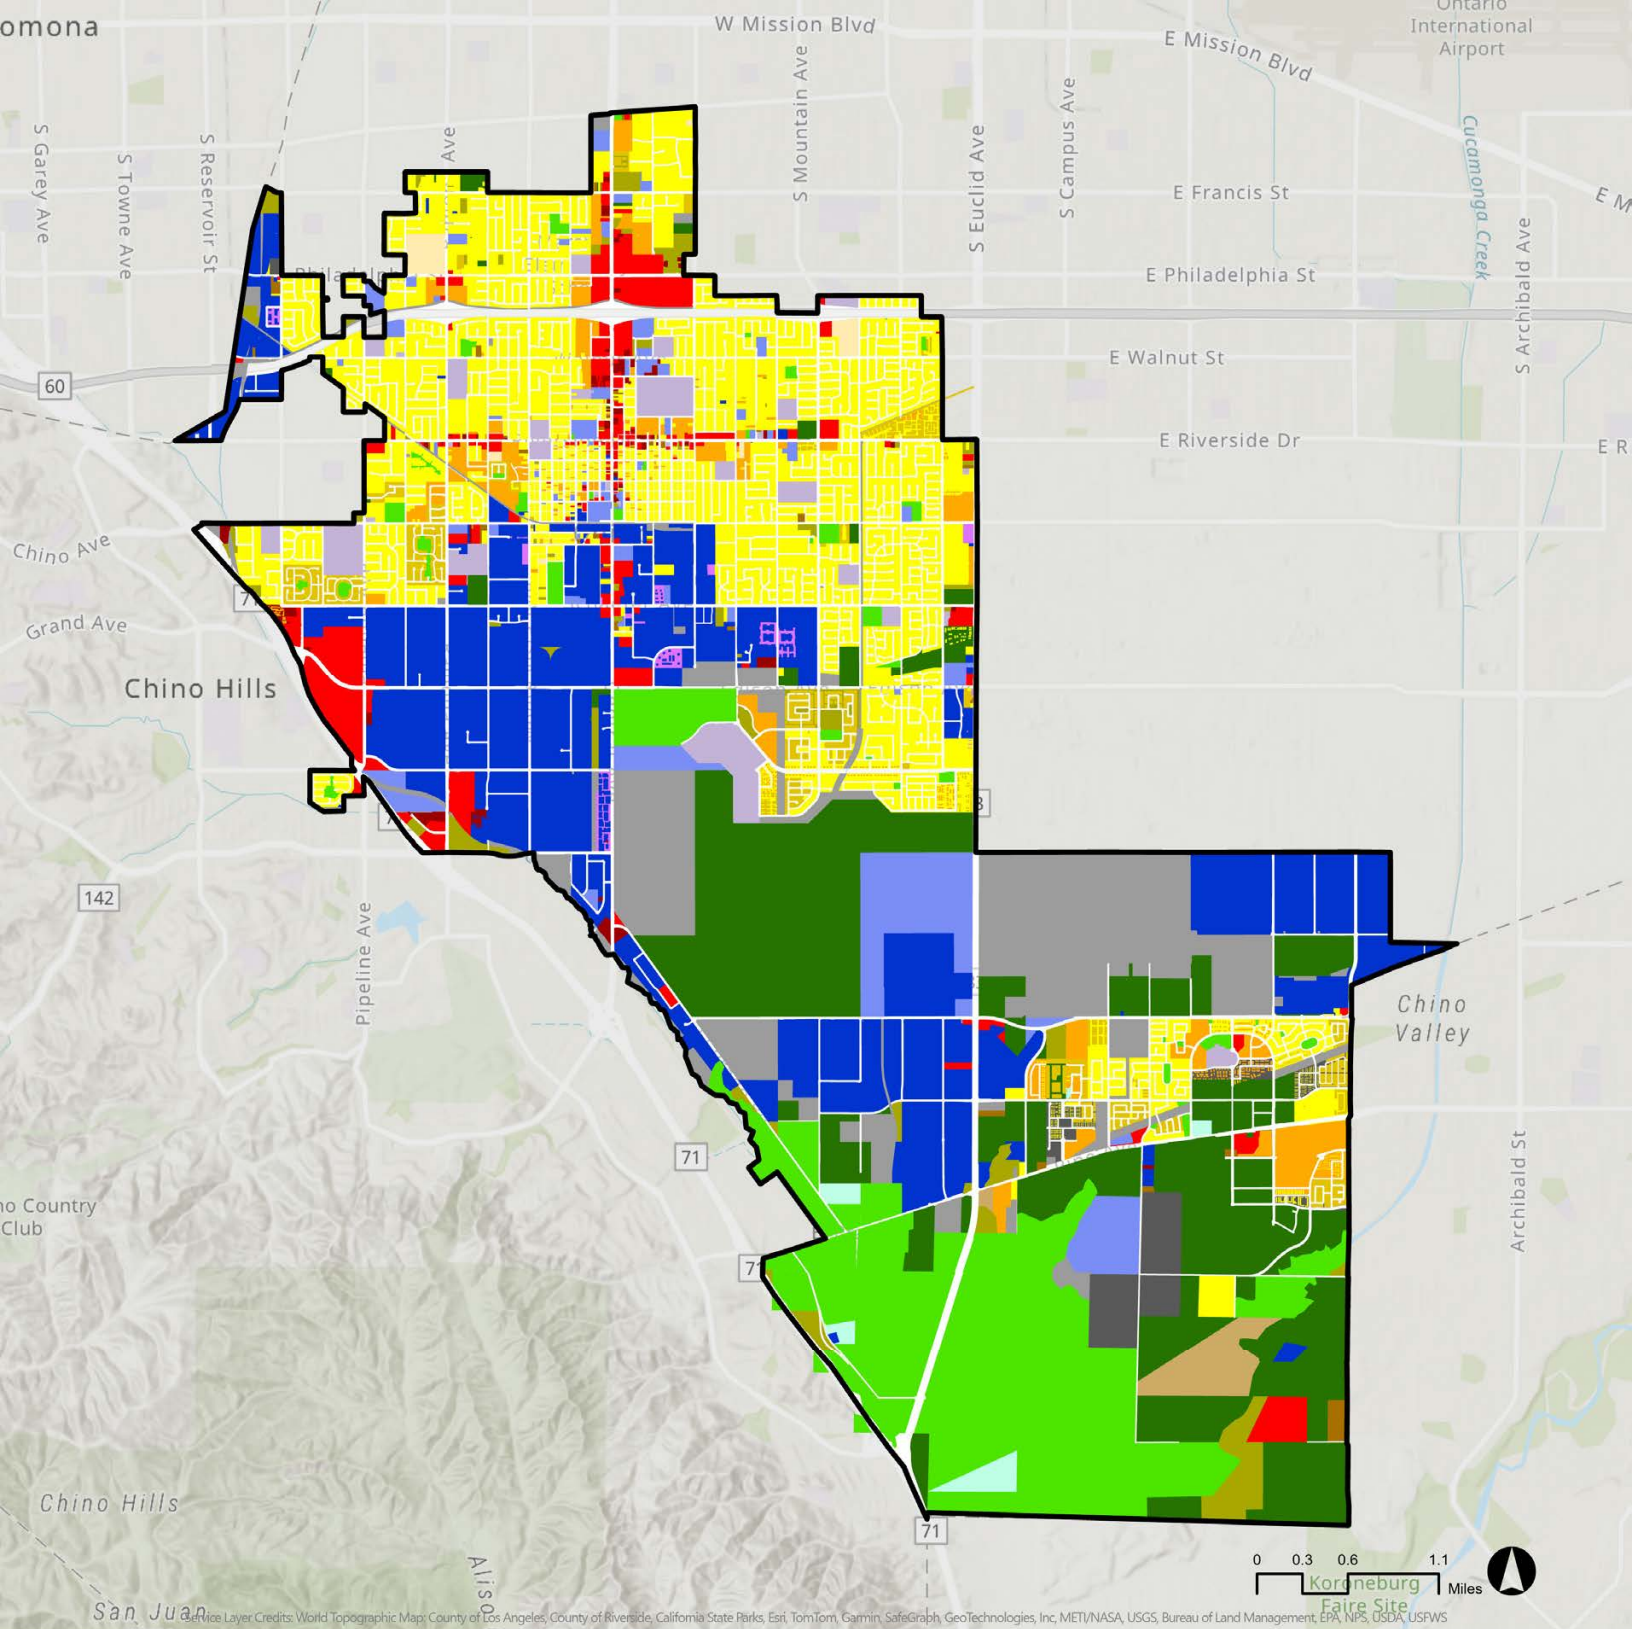 omona
W Mission Blvd
E Mission Blvd
Ontario
International
Airport
S Garey Ave
S Towne Ave
S Reservoir St
Ave
S Mountain Ave
S Euclid Ave
S Campus Ave
Cucamonga Creek
S Archibald Ave
E Francis St
E M
E Philadelphia St
E Walnut St
60
E Riverside Dr
E R
Chino Ave
Grand Ave
Chino Hills
142
Pipeline Ave
Chino
Valley
71
no Country
Club
71
Archibald St
Chino Hills
71
Aliso
San Juan
0 0.3 0.6 1.1
Miles
Koroneburg
Faire Site
Service Layer Credits: World Topographic Map: County of Los Angeles, County of Riverside, California State Parks, Esri, TomTom, Garmin, SafeGraph, GeoTechnologies, Inc, METI/NASA, USGS, Bureau of Land Management, EPA, NPS, USDA, USFWS